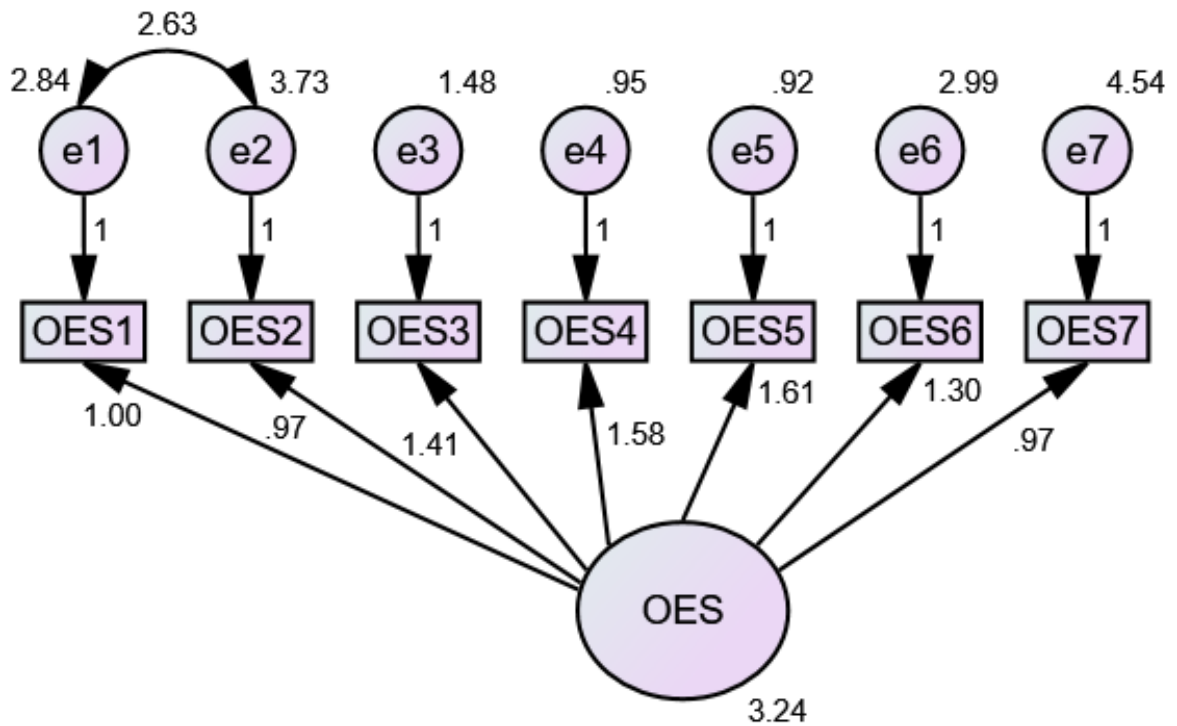 2.63
2.84 3.73 1.48 .95 .92 2.99 4.54
e1 e2 e3 e4 e5 e6 e7
1 1 1 1 1 1 1
OES1 OES2 OES3 OES4 OES5 OES6 OES7
1.00 .97 1.41 1.58 1.61 1.30 .97
OES
3.24